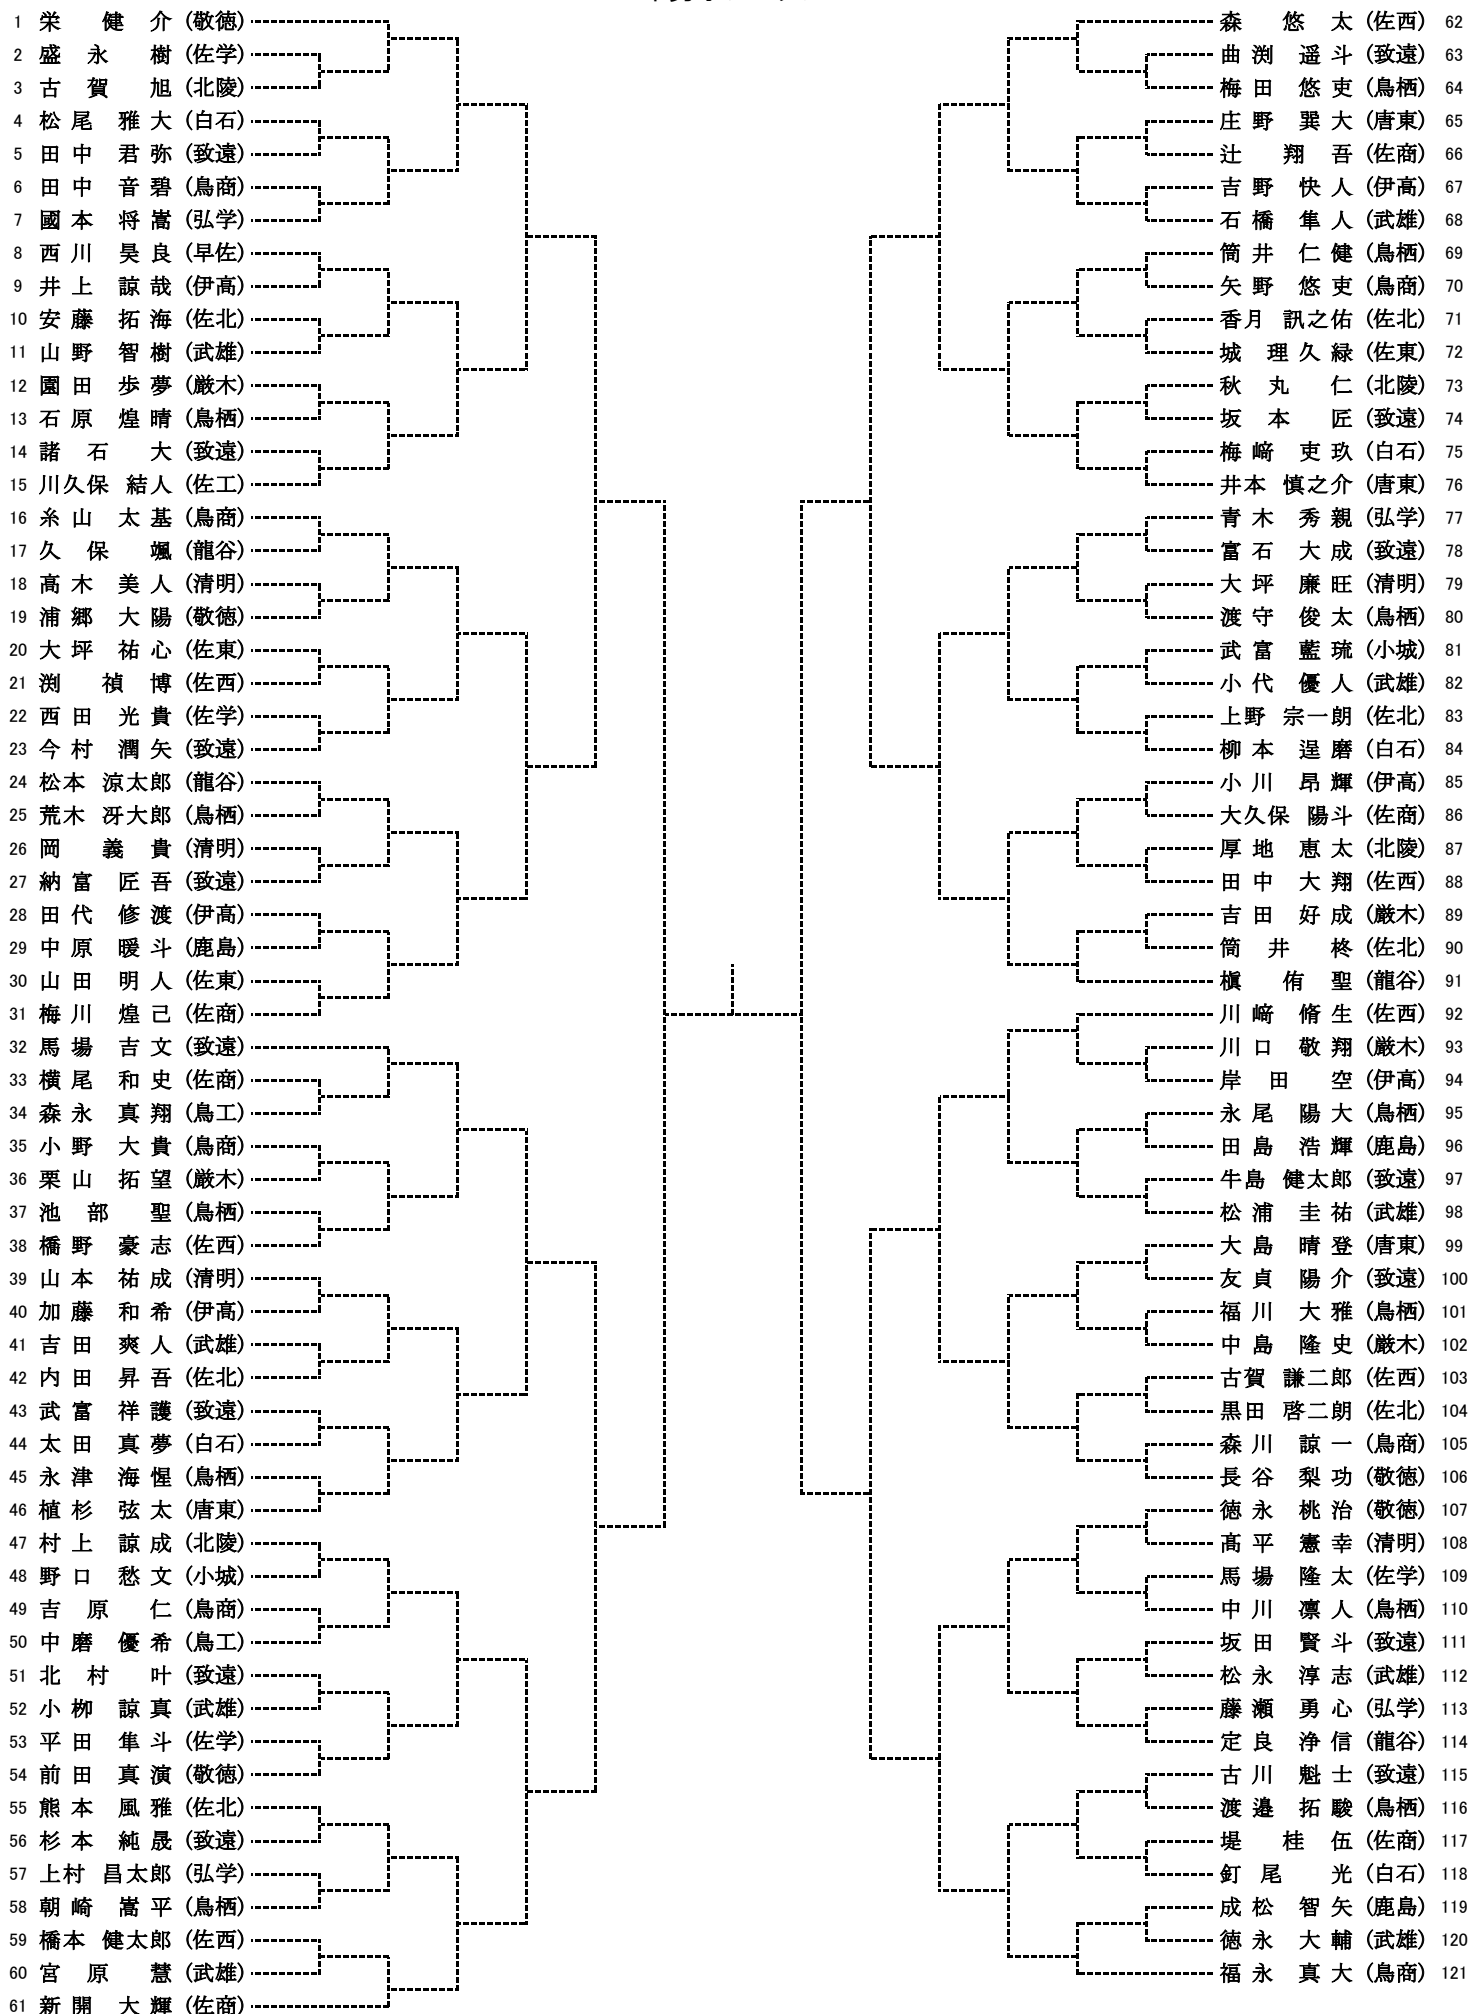 1 栄 健 介 (敬徳)
2 盛 永 樹 (佐学)
3 古 賀 旭 (北陵)
4 松 尾 雅 大 (白石)
5 田 中 君 弥 (致遠)
6 田 中 音 碧 (鳥商)
7 國 本 将 嵩 (弘学)
8 西 川 昊 良 (早佐)
9 井 上 諒 哉 (伊高)
10 安 藤 拓 海 (佐北)
11 山 野 智 樹 (武雄)
12 園 田 歩 夢 (厳木)
13 石 原 煌 晴 (鳥栖)
14 諸 石 大 (致遠)
15 川久保 結人 (佐工)
16 糸 山 太 基 (鳥商)
17 久 保 颯 (龍谷)
18 高 木 美 人 (清明)
19 浦 郷 大 陽 (敬徳)
20 大 坪 祐 心 (佐東)
21 渕 禎 博 (佐西)
22 西 田 光 貴 (佐学)
23 今 村 潤 矢 (致遠)
24 松本 涼太郎 (龍谷)
25 荒木 冴大郎 (鳥栖)
26 岡 義 貴 (清明)
27 納 富 匠 吾 (致遠)
28 田 代 修 渡 (伊高)
29 中 原 暖 斗 (鹿島)
30 山 田 明 人 (佐東)
31 梅 川 煌 己 (佐商)
32 馬 場 吉 文 (致遠)
33 横 尾 和 史 (佐商)
34 森 永 真 翔 (鳥工)
35 小 野 大 貴 (鳥商)
36 栗 山 拓 望 (厳木)
37 池 部 聖 (鳥栖)
38 橋 野 豪 志 (佐西)
39 山 本 祐 成 (清明)
40 加 藤 和 希 (伊高)
41 吉 田 爽 人 (武雄)
42 内 田 昇 吾 (佐北)
43 武 富 祥 護 (致遠)
44 太 田 真 夢 (白石)
45 永 津 海 惺 (鳥栖)
46 植 杉 弦 太 (唐東)
47 村 上 諒 成 (北陵)
48 野 口 愁 文 (小城)
49 吉 原 仁 (鳥商)
50 中 磨 優 希 (鳥工)
51 北 村 叶 (致遠)
52 小 栁 諒 真 (武雄)
53 平 田 隼 斗 (佐学)
54 前 田 真 演 (敬徳)
55 熊 本 風 雅 (佐北)
56 杉 本 純 晟 (致遠)
57 上村 昌太郎 (弘学)
58 朝 崎 嵩 平 (鳥栖)
59 橋本 健太郎 (佐西)
60 宮 原 慧 (武雄)
61 新 開 大 輝 (佐商)
森 悠 太 (佐西) 62
曲 渕 遥 斗 (致遠) 63
梅 田 悠 吏 (鳥栖) 64
庄 野 巽 大 (唐東) 65
辻 翔 吾 (佐商) 66
吉 野 快 人 (伊高) 67
石 橋 隼 人 (武雄) 68
筒 井 仁 健 (鳥栖) 69
矢 野 悠 吏 (鳥商) 70
香月 訊之佑 (佐北) 71
城 理 久 緑 (佐東) 72
秋 丸 仁 (北陵) 73
坂 本 匠 (致遠) 74
梅 﨑 吏 玖 (白石) 75
井本 慎之介 (唐東) 76
青 木 秀 親 (弘学) 77
富 石 大 成 (致遠) 78
大 坪 廉 旺 (清明) 79
渡 守 俊 太 (鳥栖) 80
武 富 藍 琉 (小城) 81
小 代 優 人 (武雄) 82
上野 宗一朗 (佐北) 83
柳 本 逞 磨 (白石) 84
小 川 昂 輝 (伊高) 85
大久保 陽斗 (佐商) 86
厚 地 恵 太 (北陵) 87
田 中 大 翔 (佐西) 88
吉 田 好 成 (厳木) 89
筒 井 柊 (佐北) 90
槇 侑 聖 (龍谷) 91
川 﨑 脩 生 (佐西) 92
川 口 敬 翔 (厳木) 93
岸 田 空 (伊高) 94
永 尾 陽 大 (鳥栖) 95
田 島 浩 輝 (鹿島) 96
牛島 健太郎 (致遠) 97
松 浦 圭 祐 (武雄) 98
大 島 晴 登 (唐東) 99
友 貞 陽 介 (致遠) 100
福 川 大 雅 (鳥栖) 101
中 島 隆 史 (厳木) 102
古賀 謙二郎 (佐西) 103
黒田 啓二朗 (佐北) 104
森 川 諒 一 (鳥商) 105
長 谷 梨 功 (敬徳) 106
徳 永 桃 治 (敬徳) 107
髙 平 憲 幸 (清明) 108
馬 場 隆 太 (佐学) 109
中 川 凛 人 (鳥栖) 110
坂 田 賢 斗 (致遠) 111
松 永 淳 志 (武雄) 112
藤 瀬 勇 心 (弘学) 113
定 良 浄 信 (龍谷) 114
古 川 魁 士 (致遠) 115
渡 邉 拓 駿 (鳥栖) 116
堤 桂 伍 (佐商) 117
釘 尾 光 (白石) 118
成 松 智 矢 (鹿島) 119
徳 永 大 輔 (武雄) 120
福 永 真 大 (鳥商) 121